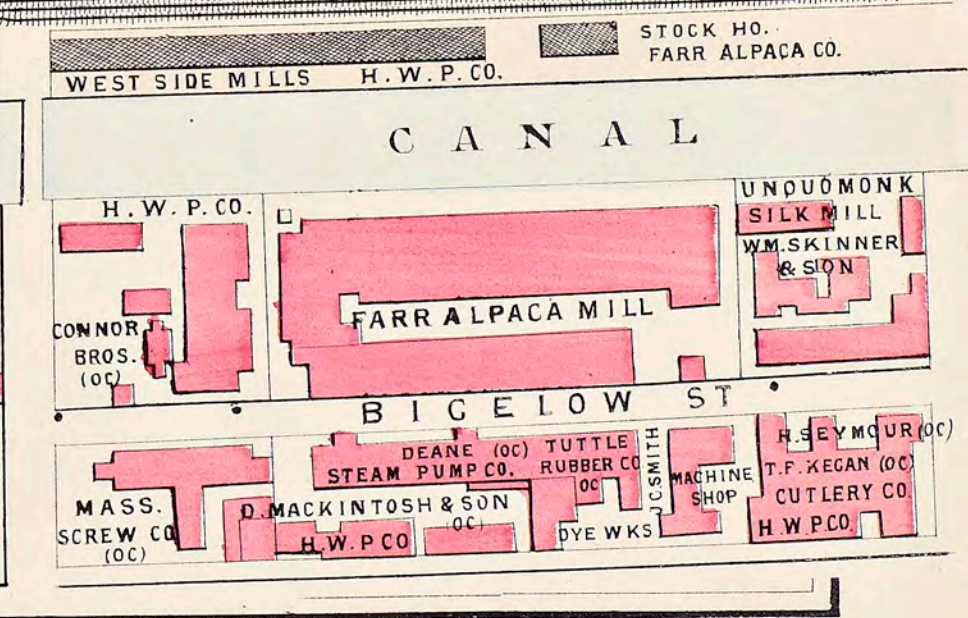 STOCK HO.
FARR ALPACA CO.
WEST SIDE MILLS H.W.P.CO.
CANAL
H.W.P.CO.
UNQUOMONK
SILK MILL
WM.SKINNER
& SON
FARR ALPACA MILL
CONNOR
BROS.
(OC)
BIGELOW ST
DEANE (OC)
STEAM PUMP CO.
TUTTLE
RUBBER CO
OC
J.C.SMITH
MACHINE
SHOP
H.SEYMOUR(OC)
T.F.KEGAN (OC)
CUTLERY CO.
H.W.P.CO.
MASS.
SCREW CO
(OC)
D.MACKINTOSH & SON
(OC)
H.W.P CO
DYE WKS